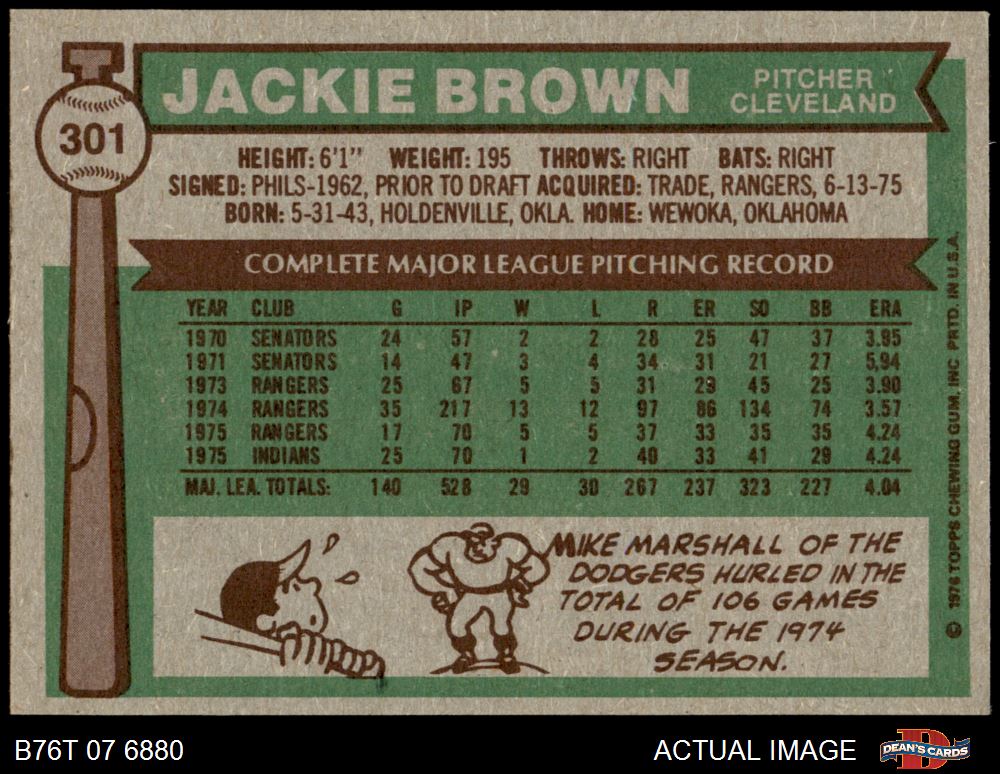 301
JACKIE BROWN
PITCHER
CLEVELAND
HEIGHT: 6'1" WEIGHT: 195 THROWS: RIGHT BATS: RIGHT
SIGNED: PHILS-1962, PRIOR TO DRAFT ACQUIRED: TRADE, RANGERS, 6-13-75
BORN: 5-31-43, HOLDENVILLE, OKLA. HOME: WEWOKA, OKLAHOMA
COMPLETE MAJOR LEAGUE PITCHING RECORD
YEAR CLUB G IP W L R ER SO BB ERA
1970 SENATORS 24 57 2 2 28 25 47 37 3.95
1971 SENATORS 14 47 3 4 34 31 21 27 5.94
1973 RANGERS 25 67 5 5 31 29 45 25 3.90
1974 RANGERS 35 217 13 12 97 86 134 74 3.57
1975 RANGERS 17 70 5 5 37 33 35 35 4.24
1975 INDIANS 25 70 1 2 40 33 41 29 4.24
MAJ. LEA. TOTALS: 140 528 29 30 267 237 323 227 4.04
MIKE MARSHALL OF THE
DODGERS HURLED IN THE
TOTAL OF 106 GAMES
DURING THE 1974
SEASON.
© 1976 TOPPS CHEWING GUM, INC PRTD. IN U.S.A.
B76T 07 6880
ACTUAL IMAGE
DEAN'S CARDS